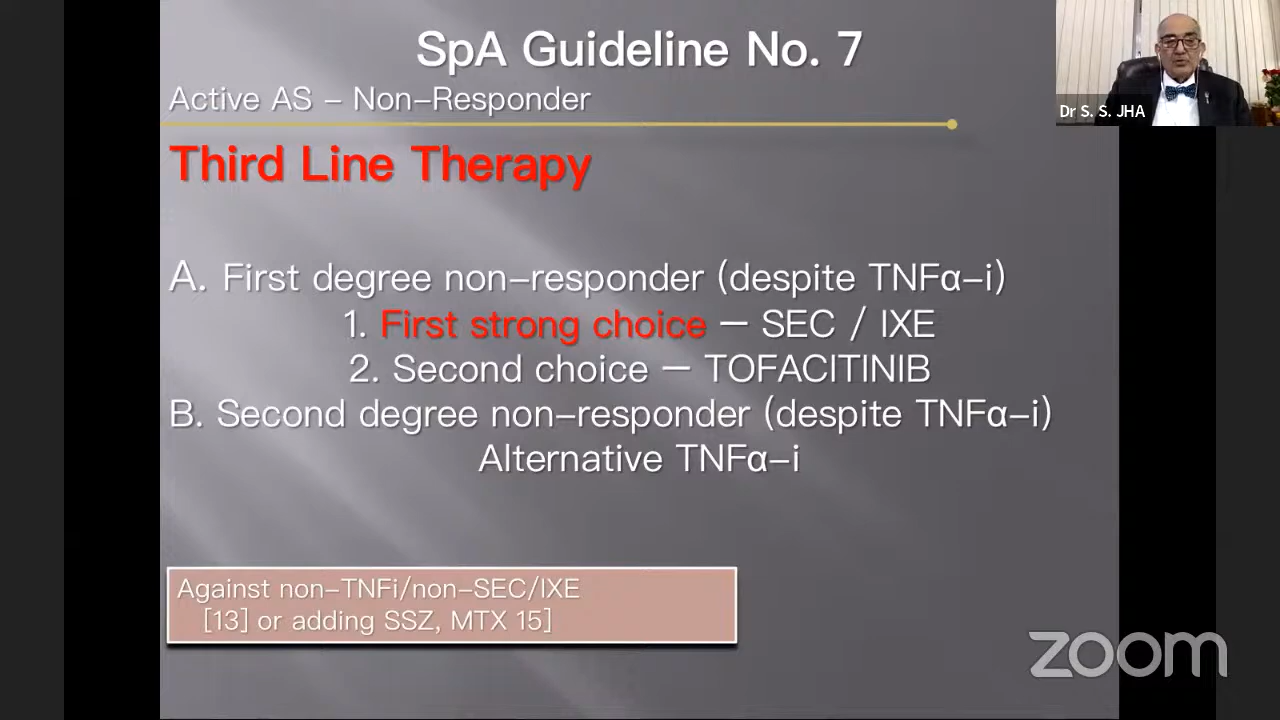 SpA Guideline No. 7
Active AS – Non–Responder
Third Line Therapy
A. First degree non–responder (despite TNFα–i)
1. First strong choice – SEC / IXE
2. Second choice – TOFACITINIB
B. Second degree non–responder (despite TNFα–i)
Alternative TNFα–i
Against non–TNFi/non–SEC/IXE
[13] or adding SSZ, MTX 15]
Dr S. S. JHA
zoom